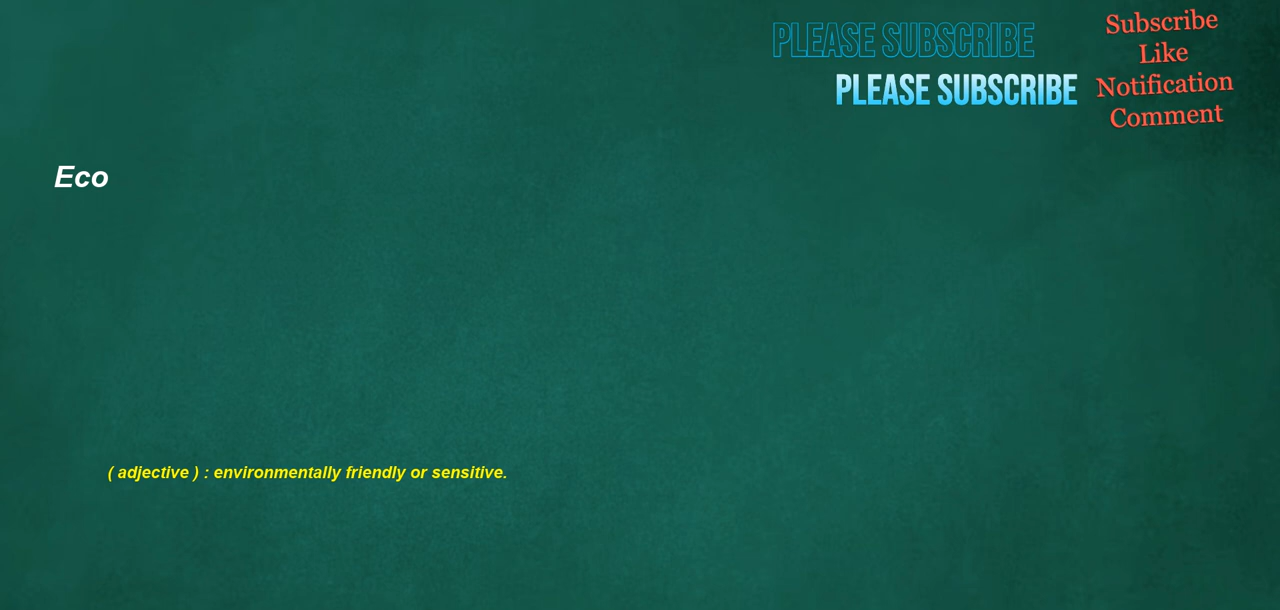 PLEASE SUBSCRIBE
PLEASE SUBSCRIBE
Subscribe
Like
Notification
Comment
Eco
( adjective ) : environmentally friendly or sensitive.